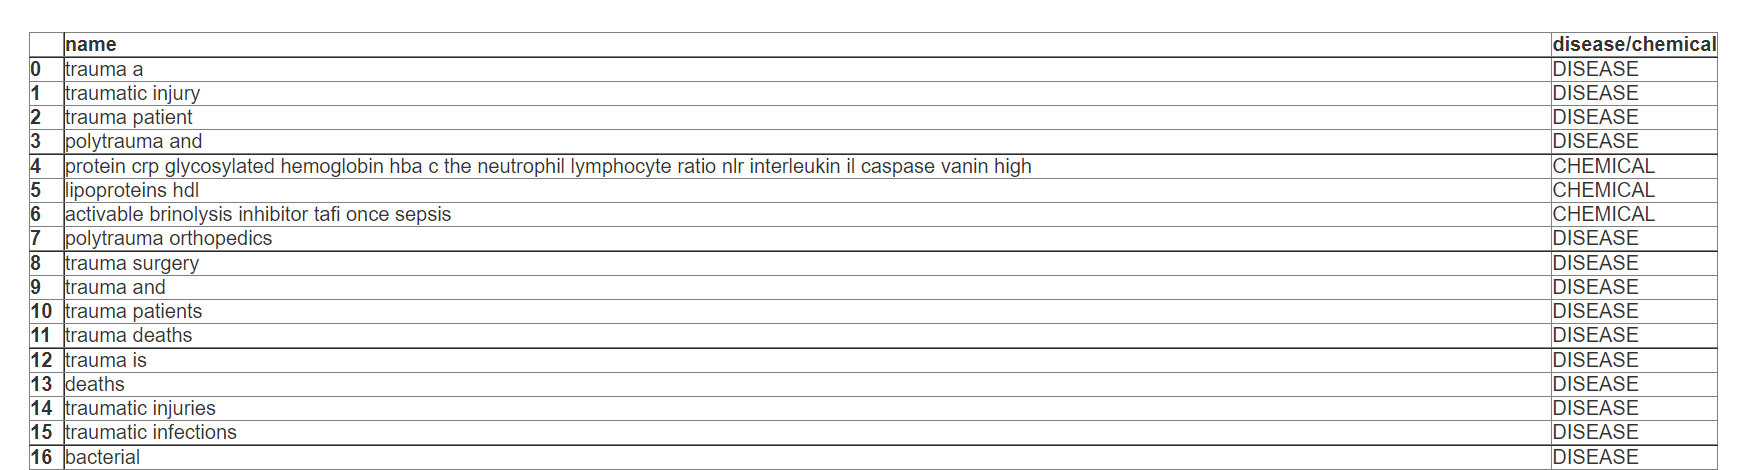 name disease/chemical
0 trauma a DISEASE
1 traumatic injury DISEASE
2 trauma patient DISEASE
3 polytrauma and DISEASE
4 protein crp glycosylated hemoglobin hba c the neutrophil lymphocyte ratio nlr interleukin il caspase vanin high CHEMICAL
5 lipoproteins hdl CHEMICAL
6 activable brinolysis inhibitor tafi once sepsis CHEMICAL
7 polytrauma orthopedics DISEASE
8 trauma surgery DISEASE
9 trauma and DISEASE
10 trauma patients DISEASE
11 trauma deaths DISEASE
12 trauma is DISEASE
13 deaths DISEASE
14 traumatic injuries DISEASE
15 traumatic infections DISEASE
16 bacterial DISEASE